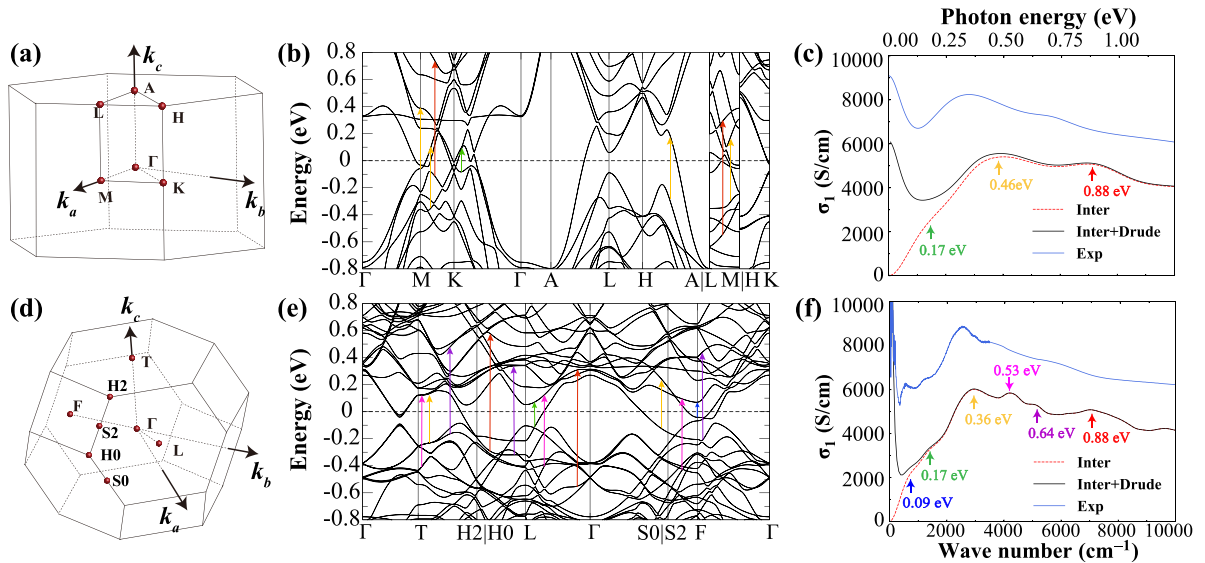 (a)
k_c
A
L
H
Γ
M
K
k_a
k_b
(b)
Energy (eV)
0.8
0.6
0.4
0.2
0
-0.2
-0.4
-0.6
-0.8
Γ M K Γ A L H A|L M|H K
(c)
Photon energy (eV)
0.00 0.35 0.70 1.00
σ₁ (S/cm)
10000
8000
6000
4000
2000
0
0.46eV
0.88 eV
0.17 eV
Inter
Inter+Drude
Exp
(d)
k_c
T
H2
F
Γ
S2
H0
L
S0
k_b
k_a
(e)
Energy (eV)
0.8
0.6
0.4
0.2
0
-0.2
-0.4
-0.6
-0.8
Γ T H2|H0 L Γ S0|S2 F Γ
(f)
σ₁ (S/cm)
10000
8000
6000
4000
2000
0
0.53 eV
0.36 eV
0.64 eV
0.88 eV
0.17 eV
0.09 eV
Inter
Inter+Drude
Exp
0 2000 4000 6000 8000 10000
Wave number (cm⁻¹)